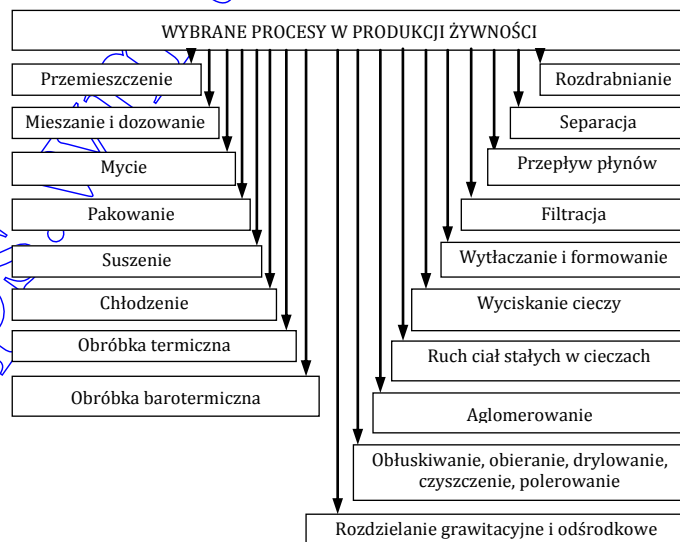 WYBRANE PROCESY W PRODUKCJI ŻYWNOŚCI
Przemieszczenie
Mieszanie i dozowanie
Mycie
Pakowanie
Suszenie
Chłodzenie
Obróbka termiczna
Obróbka barotermiczna
Rozdrabnianie
Separacja
Przepływ płynów
Filtracja
Wytłaczanie i formowanie
Wyciskanie cieczy
Ruch ciał stałych w cieczach
Aglomerowanie
Obłuskiwanie, obieranie, drylowanie,
czyszczenie, polerowanie
Rozdzielanie grawitacyjne i odśrodkowe